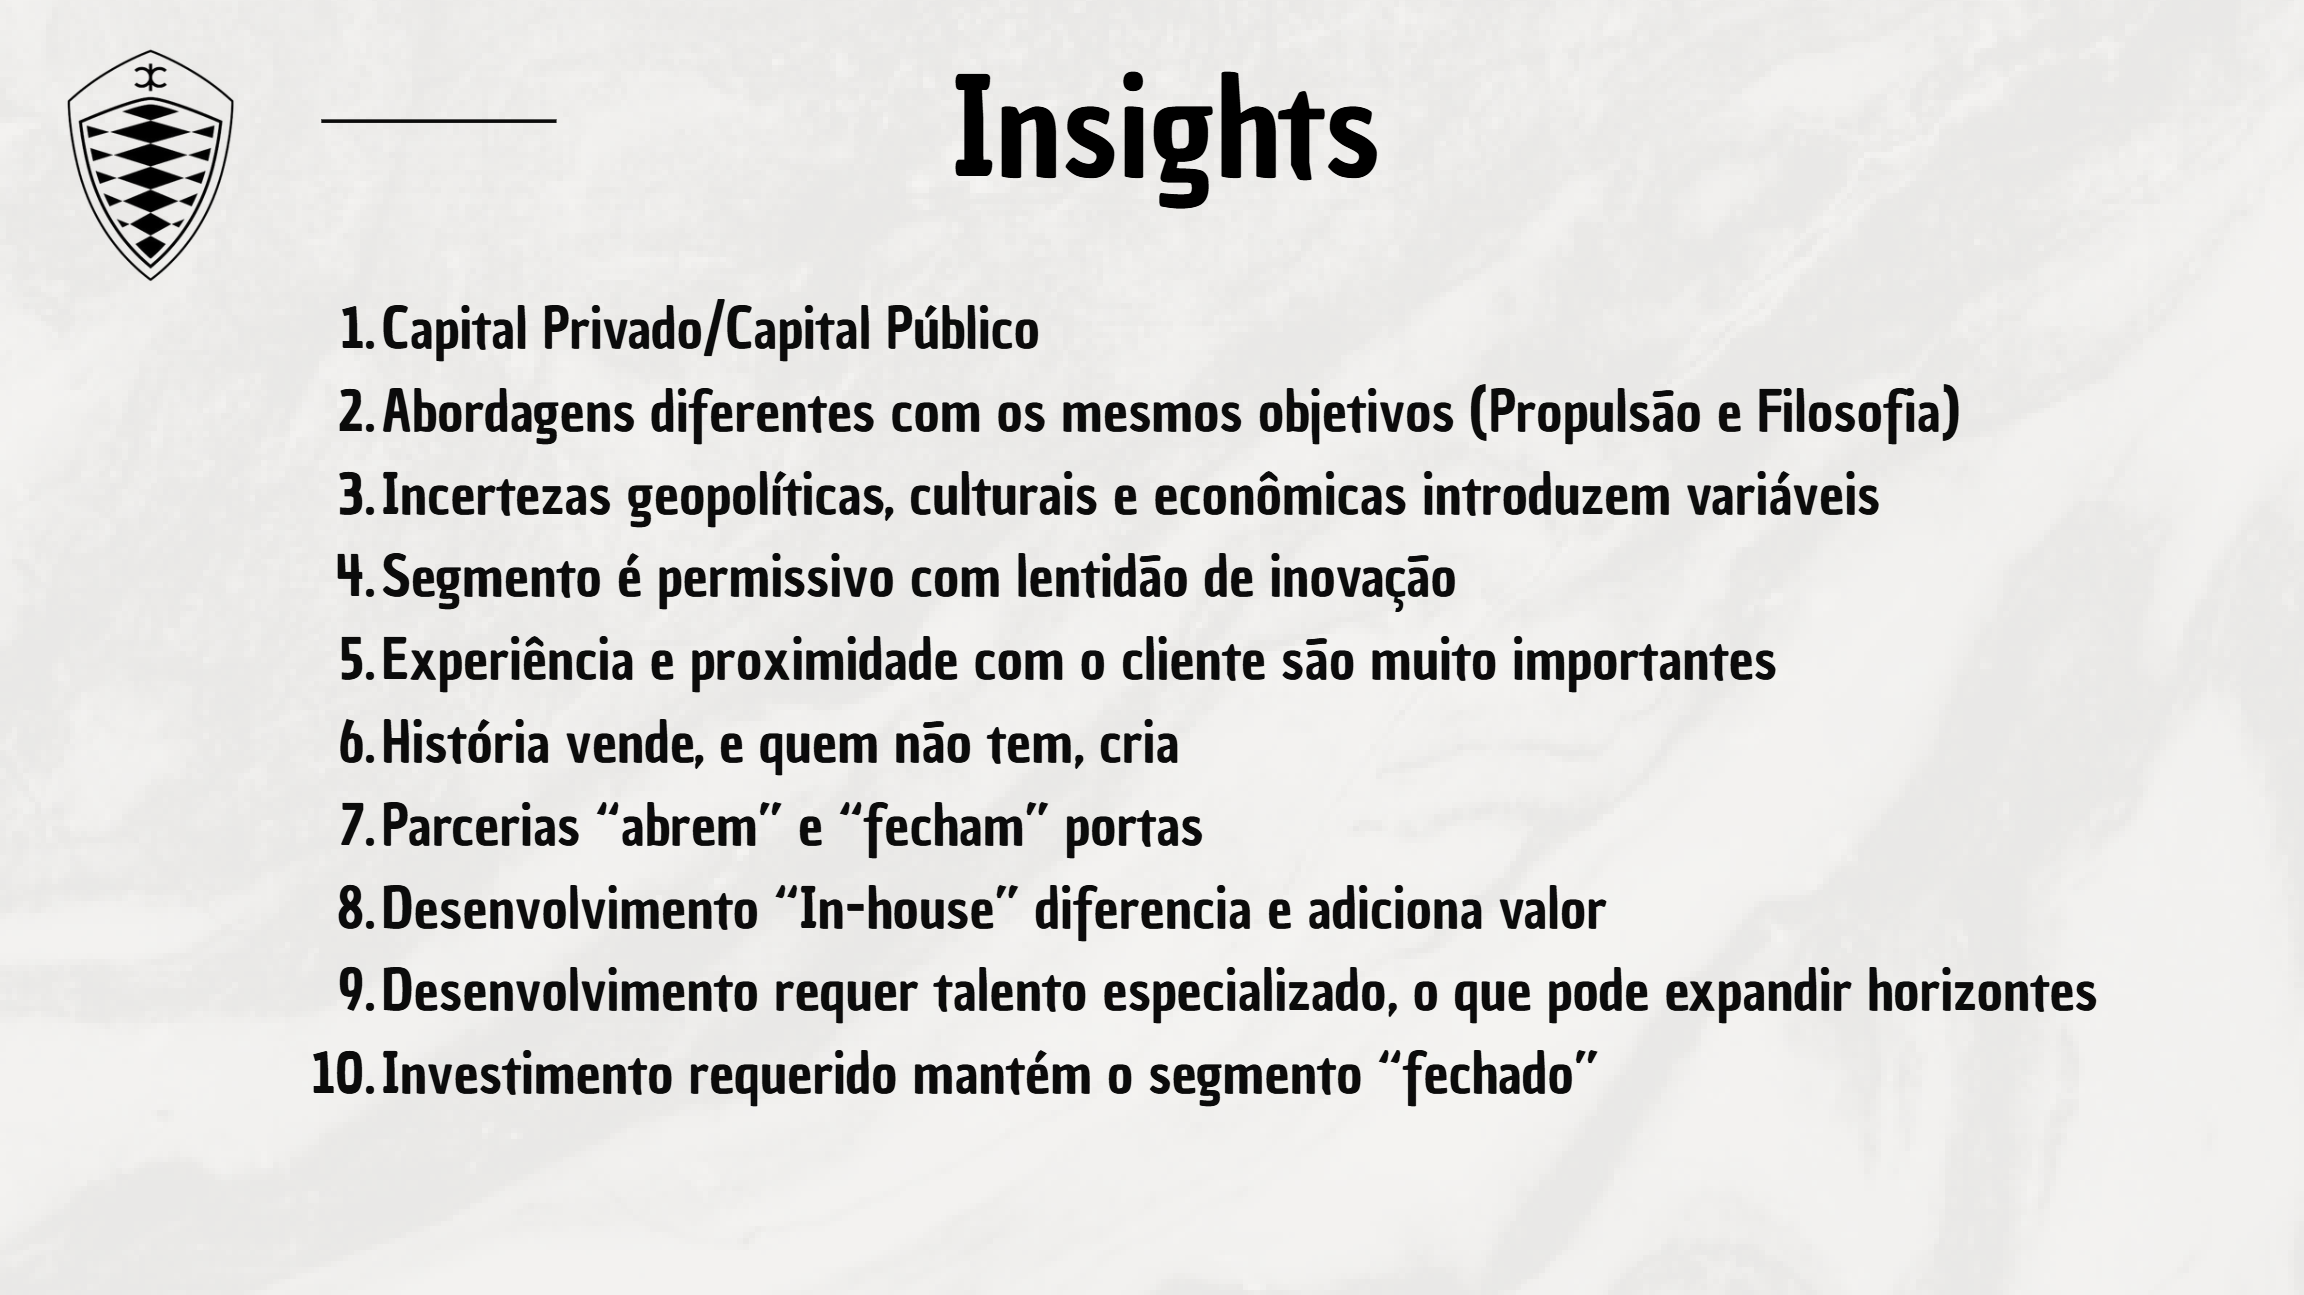 Insights
1. Capital Privado/Capital Público
2. Abordagens diferentes com os mesmos objetivos (Propulsão e Filosofia)
3. Incertezas geopolíticas, culturais e econômicas introduzem variáveis
4. Segmento é permissivo com lentidão de inovação
5. Experiência e proximidade com o cliente são muito importantes
6. História vende, e quem não tem, cria
7. Parcerias “abrem” e “fecham” portas
8. Desenvolvimento “In-house” diferencia e adiciona valor
9. Desenvolvimento requer talento especializado, o que pode expandir horizontes
10. Investimento requerido mantém o segmento “fechado”